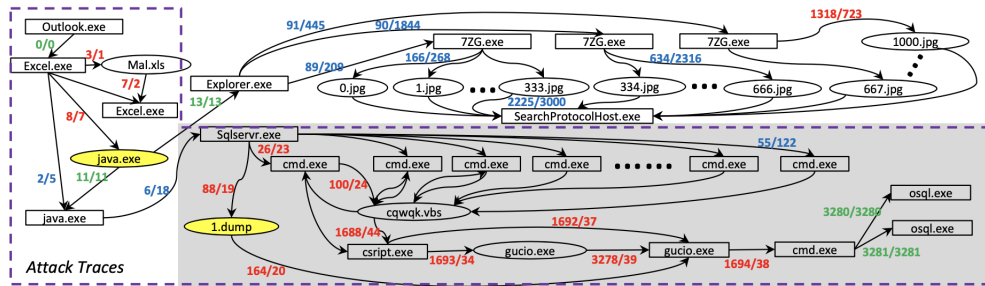 Outlook.exe
0/0
Excel.exe
3/1
Mal.xls
7/2
Excel.exe
8/7
java.exe
2/5
11/11
java.exe
6/18
13/13
Explorer.exe
91/445
90/1844
89/209
7ZG.exe
7ZG.exe
7ZG.exe
1318/723
1000.jpg
166/268
634/2316
0.jpg
1.jpg
333.jpg
334.jpg
666.jpg
667.jpg
2225/3000
SearchProtocolHost.exe
Sqlservr.exe
26/23
55/122
cmd.exe
cmd.exe
cmd.exe
cmd.exe
cmd.exe
cmd.exe
88/19
100/24
cqwqk.vbs
1.dump
1688/44
1692/37
csript.exe
1693/34
gucio.exe
3278/39
gucio.exe
1694/38
cmd.exe
3280/3280
osql.exe
3281/3281
osql.exe
164/20
Attack Traces